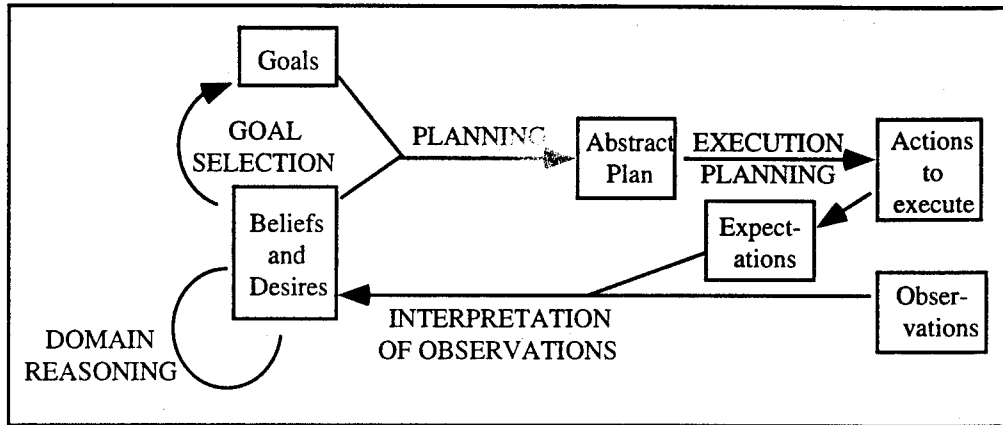 Goals
GOAL
SELECTION
PLANNING
Abstract
Plan
EXECUTION
PLANNING
Actions
to
execute
Beliefs
and
Desires
Expect-
ations
Obser-
vations
INTERPRETATION
OF OBSERVATIONS
DOMAIN
REASONING